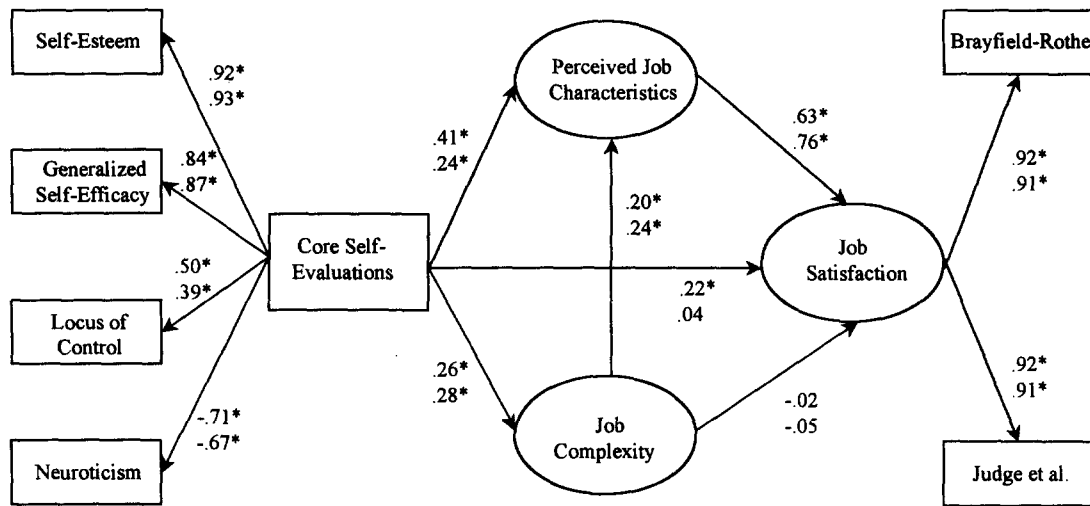 Self-Esteem
.92*
.93*
Generalized
Self-Efficacy
.84*
.87*
Locus of
Control
.50*
.39*
Neuroticism
-.71*
-.67*
Core Self-
Evaluations
.41*
.24*
.26*
.28*
Perceived Job
Characteristics
.20*
.24*
Job
Complexity
.63*
.76*
.22*
.04
-.02
-.05
Job
Satisfaction
.92*
.91*
.92*
.91*
Brayfield-Rothe
Judge et al.